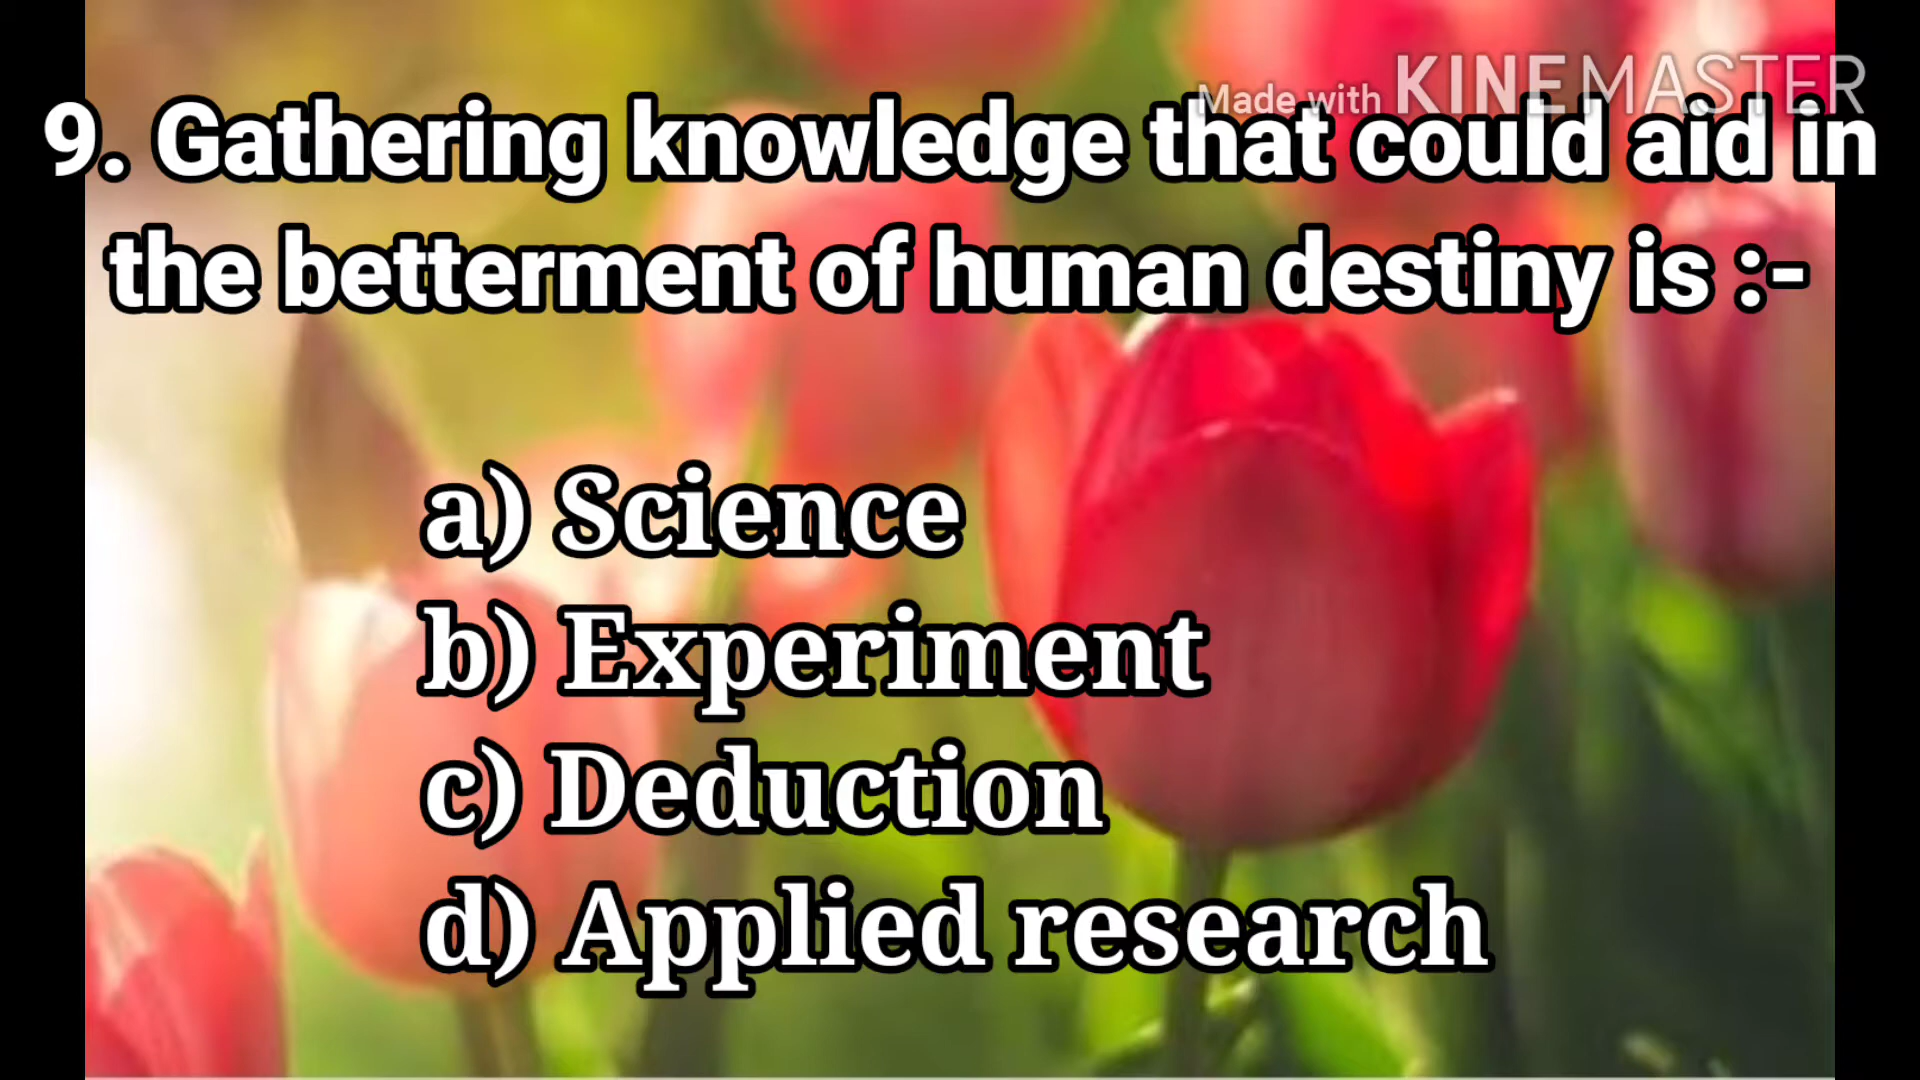 Made with KINEMASTER
9. Gathering knowledge that could aid in
the betterment of human destiny is :-
a) Science
b) Experiment
c) Deduction
d) Applied research